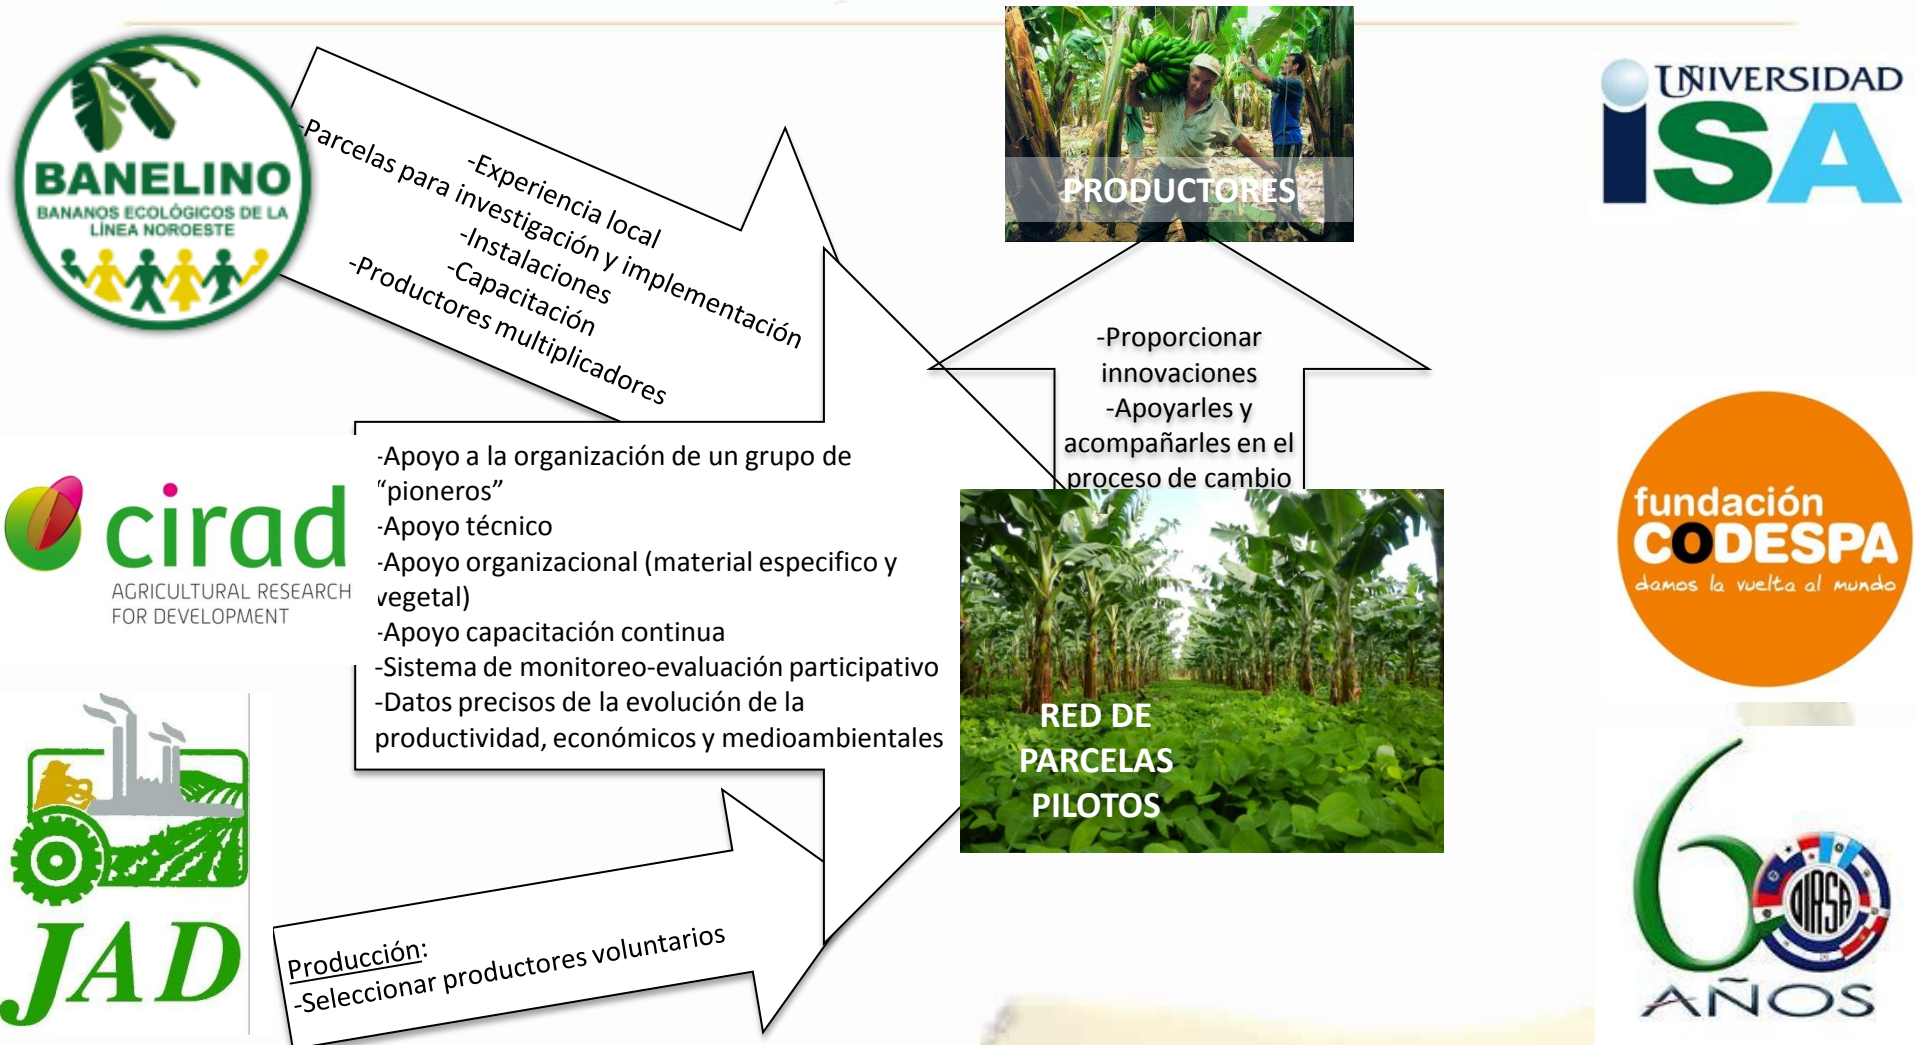 BANELINO
BANANOS ECOLÓGICOS DE LA
LÍNEA NOROESTE
-Experiencia local
-Parcelas para investigación y implementación
-Instalaciones
-Capacitación
-Productores multiplicadores
PRODUCTORES
UNIVERSIDAD
ISA
-Proporcionar
innovaciones
-Apoyarles y
acompañarles en el
proceso de cambio
cirad
AGRICULTURAL RESEARCH
FOR DEVELOPMENT
-Apoyo a la organización de un grupo de
“pioneros”
-Apoyo técnico
-Apoyo organizacional (material especifico y
vegetal)
-Apoyo capacitación continua
-Sistema de monitoreo-evaluación participativo
-Datos precisos de la evolución de la
productividad, económicos y medioambientales
RED DE
PARCELAS
PILOTOS
fundación
CODESPA
damos la vuelta al mundo
JAD
Producción:
-Seleccionar productores voluntarios
60
OIRSA
AÑOS